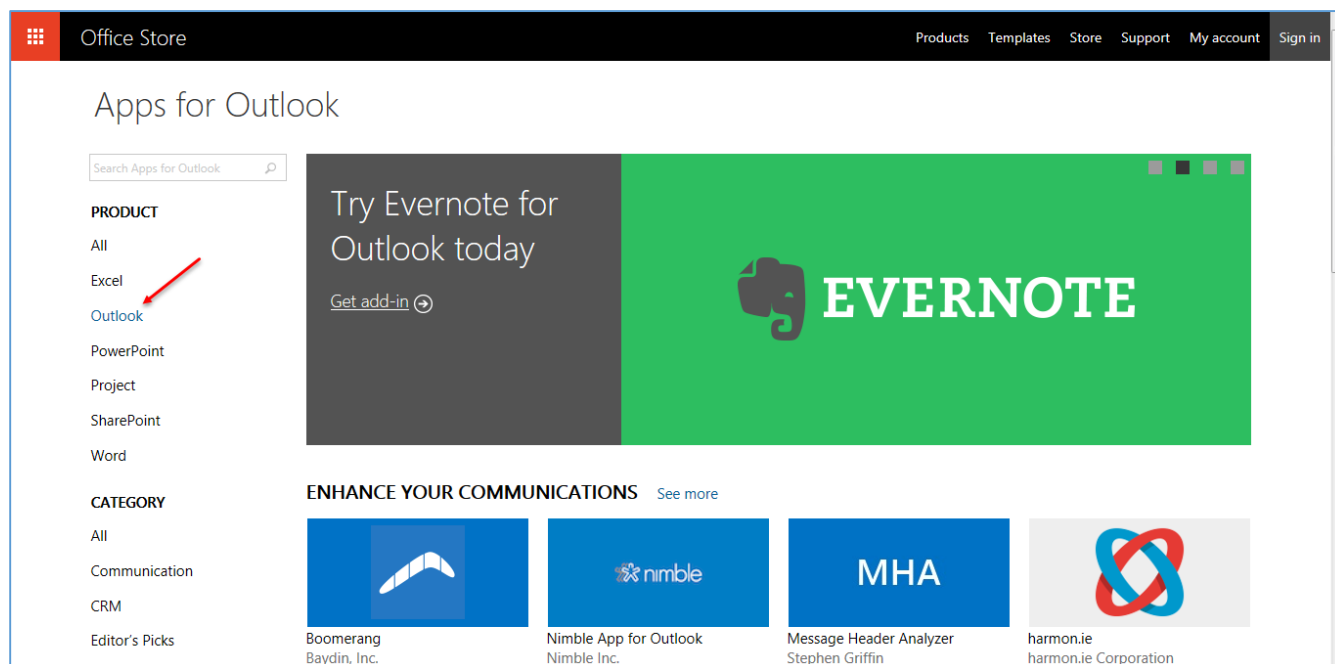 Office Store
Products Templates Store Support My account Sign in
Apps for Outlook
Search Apps for Outlook
PRODUCT
All
Excel
Outlook
PowerPoint
Project
SharePoint
Word
CATEGORY
All
Communication
CRM
Editor's Picks
Try Evernote for
Outlook today
Get add-in
EVERNOTE
ENHANCE YOUR COMMUNICATIONS See more
nimble
MHA
Boomerang
Baydin, Inc.
Nimble App for Outlook
Nimble Inc.
Message Header Analyzer
Stephen Griffin
harmon.ie
harmon.ie Corporation